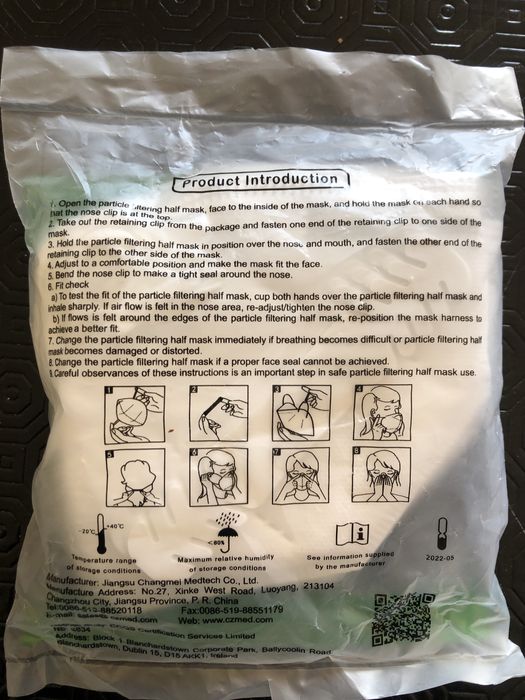 Product Introduction
1. Open the particle filtering half mask, face to the inside of the mask, and hold the mask on each hand so
that the nose clip is at the top.
2. Take out the retaining clip from the package and fasten one end of the retaining clip to one side of the
mask.
3. Hold the particle filtering half mask in position over the nose and mouth, and fasten the other end of the
retaining clip to the other side of the mask.
4. Adjust to a comfortable position and make the mask fit the face.
5. Bend the nose clip to make a tight seal around the nose.
6. Fit check
a) To test the fit of the particle filtering half mask, cup both hands over the particle filtering half mask and
inhale sharply. If air flow is felt in the nose area, re-adjust/tighten the nose clip.
b) If flows is felt around the edges of the particle filtering half mask, re-position the mask harness to
achieve a better fit.
7. Change the particle filtering half mask immediately if breathing becomes difficult or particle filtering half
mask becomes damaged or distorted.
8. Change the particle filtering half mask if a proper face seal cannot be achieved.
9. Careful observances of these instructions is an important step in safe particle filtering half mask use.
1 2 3 4
5 6 7 8
-20°C +40°C
<80%
i
Temperature range
of storage conditions
Maximum relative humidity
of storage conditions
See information supplied
by the manufacturer
2022-05
Manufacturer: Jiangsu Changmei Medtech Co., Ltd.
Manufacture Address: No.27, Xinke West Road, Luoyang, 213104
Changzhou City, Jiangsu Province, P. R. China
Tel:0086-519-88520118 Fax:0086-519-88551179
E-mail: Web: www.czmed.com
Certification Services Limited
Address: Block 1 Blanchardstown Corporate Park, Ballycoolin Road
Blanchardstown, Dublin 15, D15 AKK1, Ireland